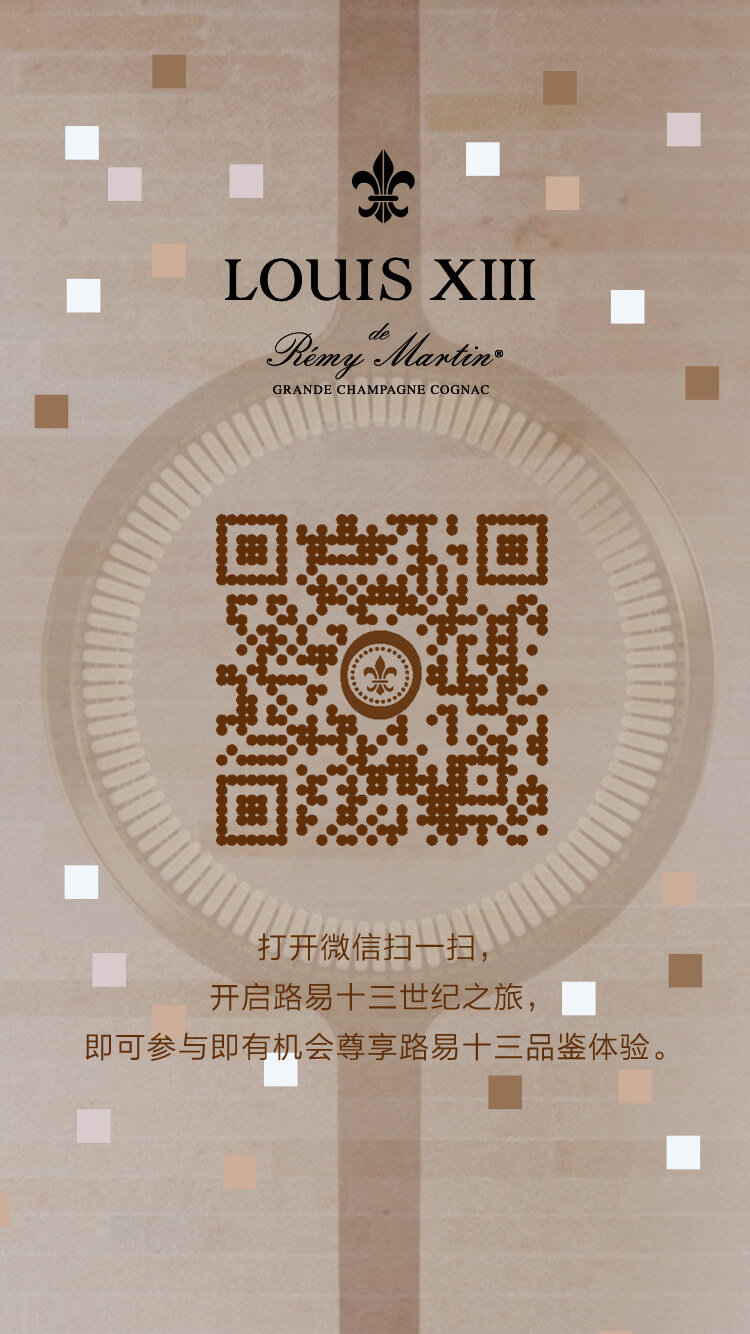 LOUIS XIII
de
Rémy Martin®
GRANDE CHAMPAGNE COGNAC
打开微信扫一扫，
开启路易十三世纪之旅，
即可参与即有机会尊享路易十三品鉴体验。